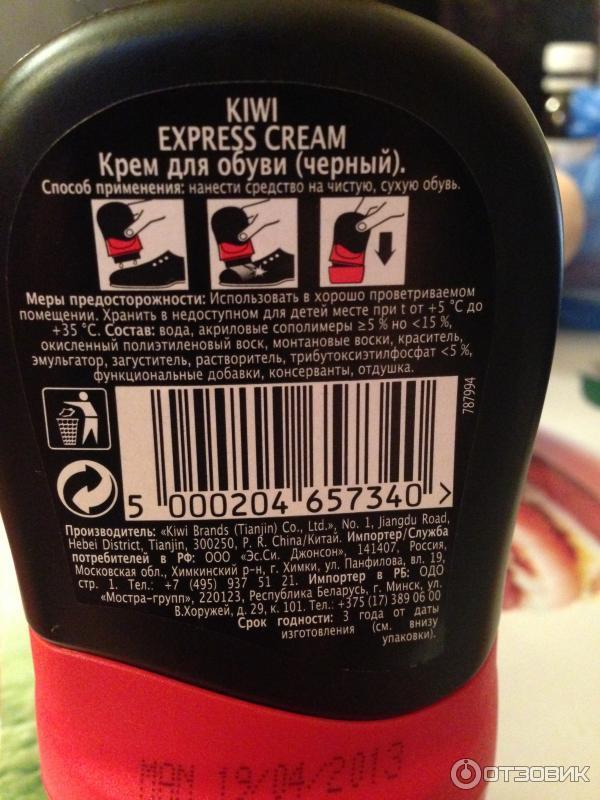 KIWI
EXPRESS CREAM
Крем для обуви (черный).
Способ применения: нанести средство на чистую, сухую обувь.
Меры предосторожности: Использовать в хорошо проветриваемом
помещении. Хранить в недоступном для детей месте при t от +5 °C до
+35 °C. Состав: вода, акриловые сополимеры ≥5 % но <15 %,
окисленный полиэтиленовый воск, монтановые воски, краситель,
эмульгатор, загуститель, растворитель, трибутоксиэтилфосфат <5 %,
функциональные добавки, консерванты, отдушка.
787994
5 000204 657340 >
Производитель: «Kiwi Brands (Tianjin) Co., Ltd.», No. 1, Jiangdu Road,
Hebei District, Tianjin, 300250, P. R. China/Китай. Импортер/Служба
потребителей в РФ: ООО «Эс.Си. Джонсон», 141407, Россия,
Московская обл., Химкинский р-н, г. Химки, ул. Панфилова, вл. 19,
стр. 1. Тел.: +7 (495) 937 51 21. Импортер в РБ: ОДО
«Мостра-групп», 220123, Республика Беларусь, г. Минск, ул.
В.Хоружей, д. 29, к. 101. Тел.: +375 (17) 389 06 00
Срок годности: 3 года от даты
изготовления (см. внизу
упаковки).
MAN 19/04/2013
ОТЗОВИК